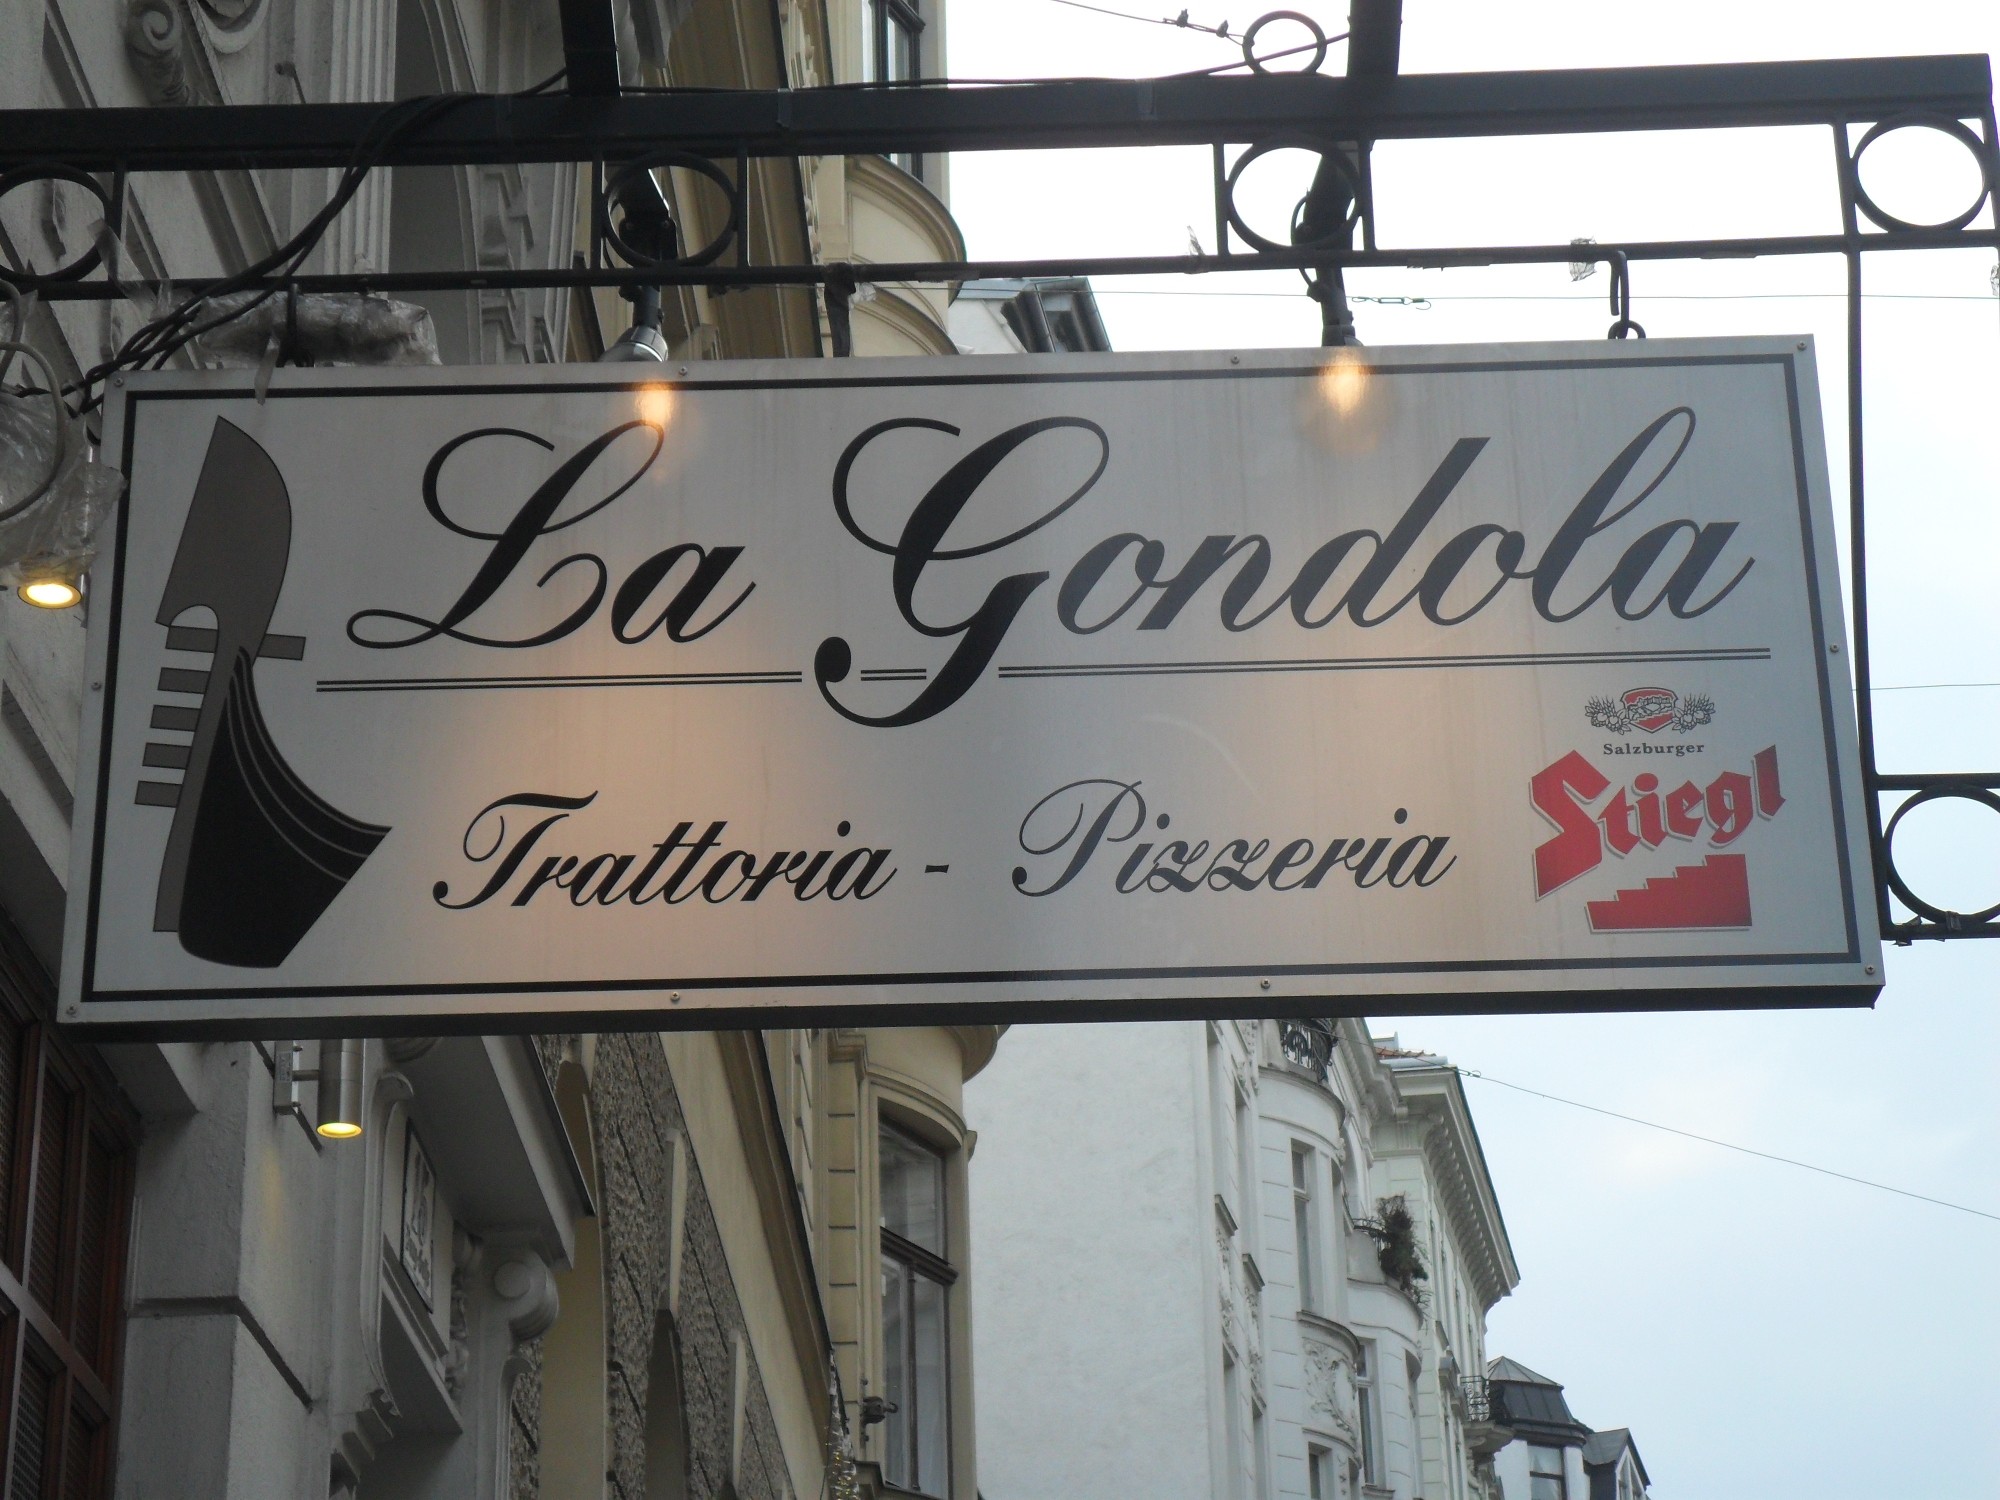 La Gondola
Trattoria - Pizzeria
Salzburger
Stiegl